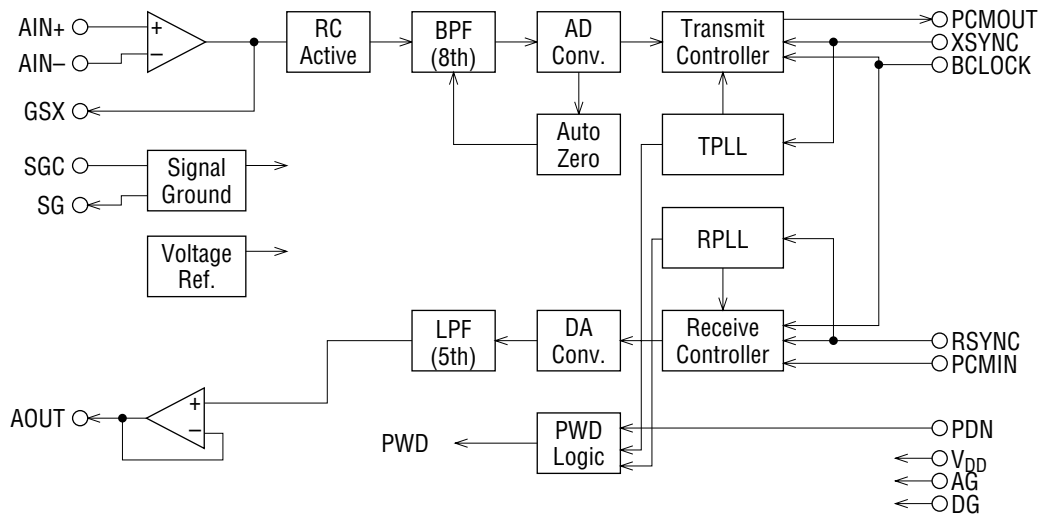 AIN+
AIN–
GSX
SGC
SG
+
–
RC
Active
BPF
(8th)
AD
Conv.
Transmit
Controller
PCMOUT
XSYNC
BCLOCK
Auto
Zero
TPLL
Signal
Ground
Voltage
Ref.
RPLL
LPF
(5th)
DA
Conv.
Receive
Controller
RSYNC
PCMIN
AOUT
+
–
PWD
PWD
Logic
PDN
VDD
AG
DG